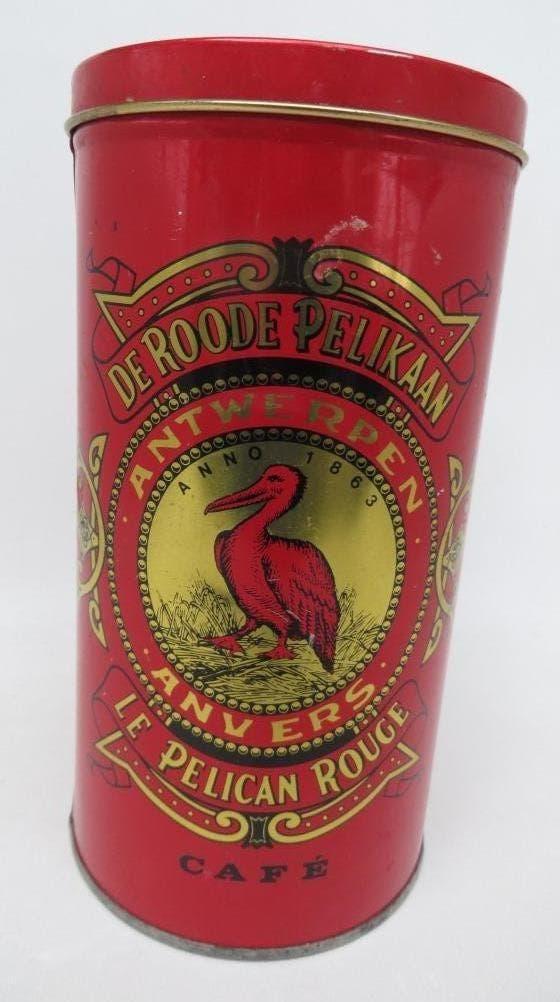 DE ROODE PELIKAAN
ANTWERPEN
ANNO 1863
ANVERS
LE PELICAN ROUGE
CAFÉ